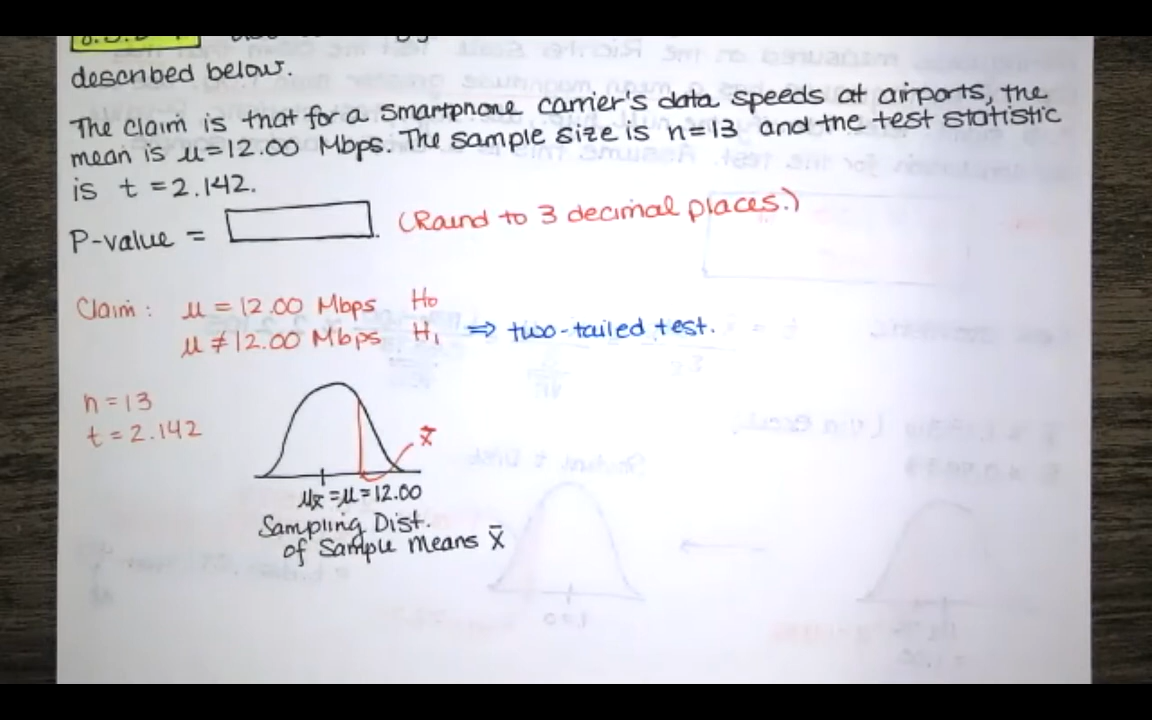 described below.
The claim is that for a smartphone carrier's data speeds at airports, the
mean is μ=12.00 Mbps. The sample size is n=13 and the test statistic
is t=2.142.
P-value = (Round to 3 decimal places.)
Claim: μ = 12.00 Mbps H₀
μ ≠ 12.00 Mbps H₁ ⇒ two-tailed test.
n=13
t=2.142
x̄
μx̄ = μ = 12.00
Sampling Dist.
of Sample Means x̄